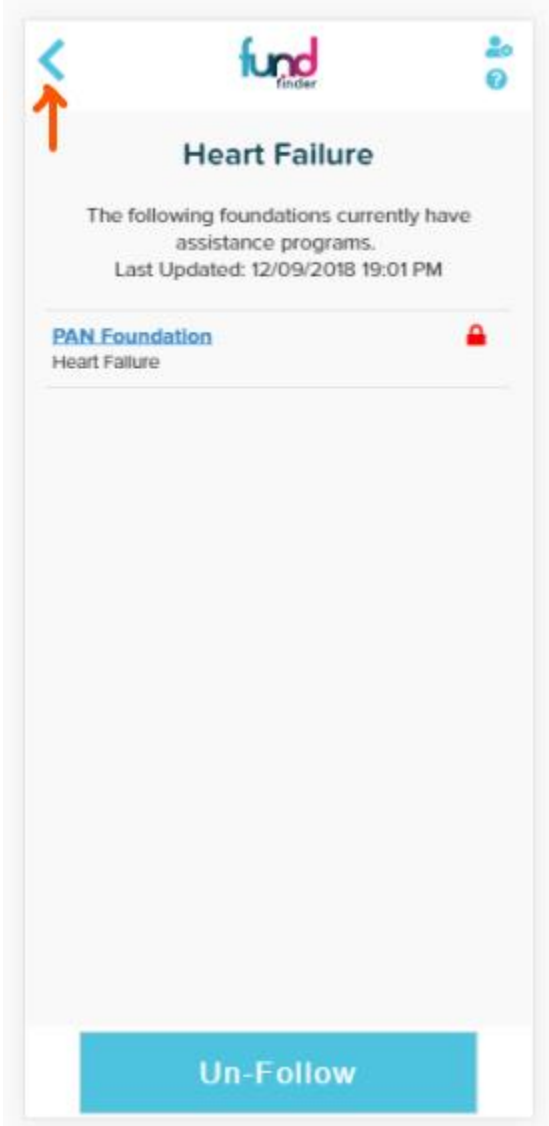 fund
finder
?
Heart Failure
The following foundations currently have
assistance programs.
Last Updated: 12/09/2018 19:01 PM
PAN Foundation
Heart Failure
Un-Follow